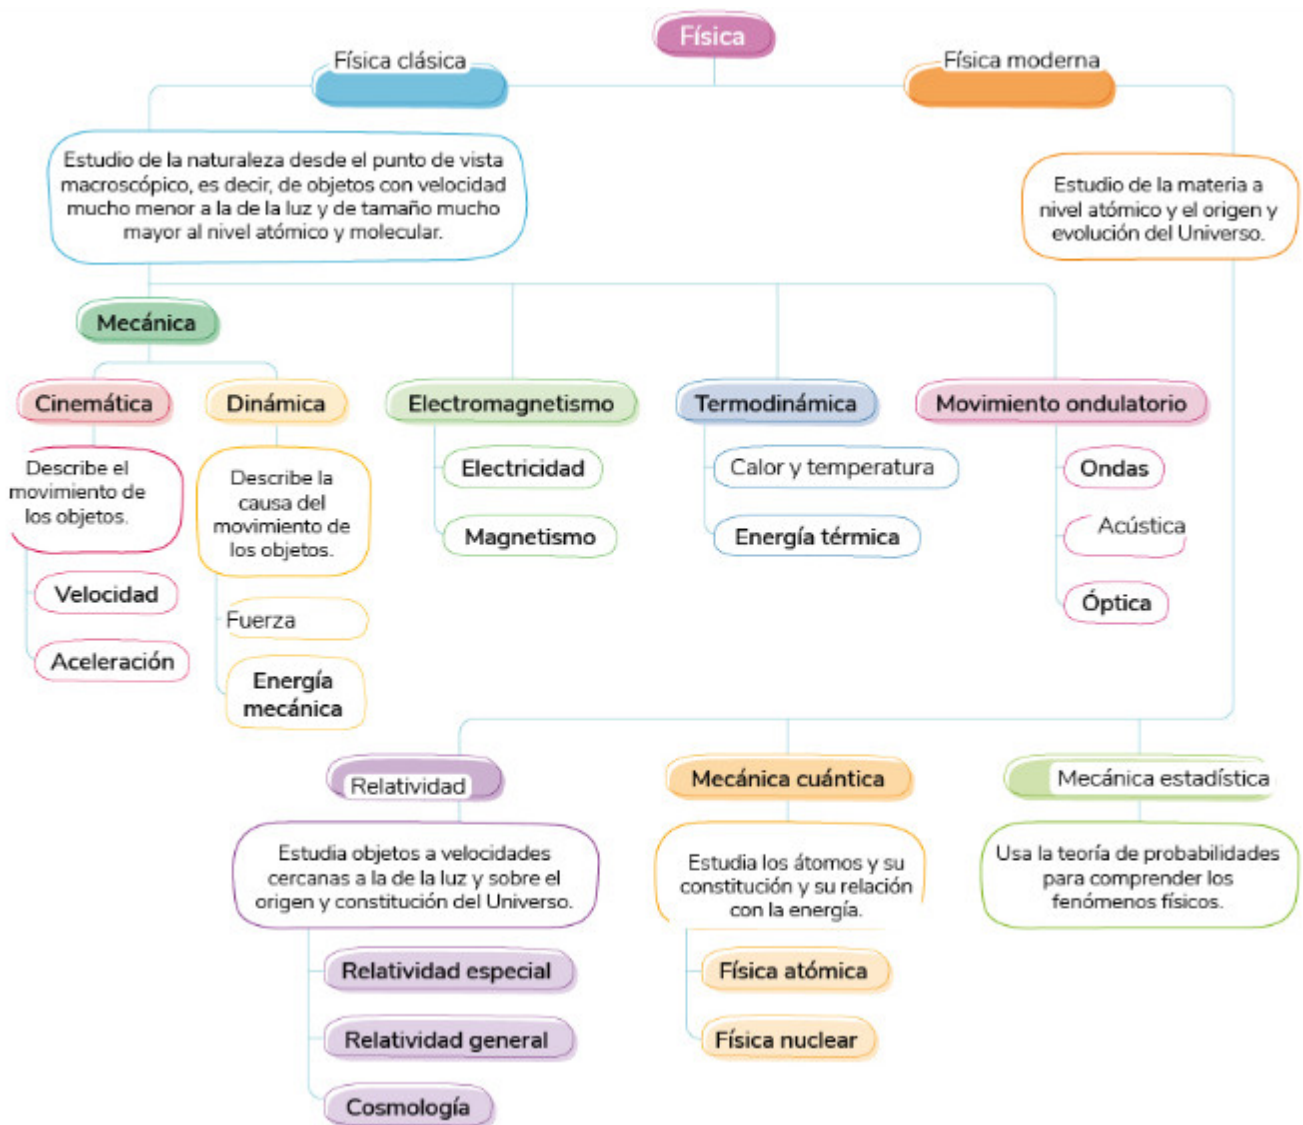 Física
Física clásica
Física moderna
Estudio de la naturaleza desde el punto de vista
macroscópico, es decir, de objetos con velocidad
mucho menor a la de la luz y de tamaño mucho
mayor al nivel atómico y molecular.
Estudio de la materia a
nivel atómico y el origen y
evolución del Universo.
Mecánica
Cinemática
Dinámica
Electromagnetismo
Termodinámica
Movimiento ondulatorio
Describe el
movimiento de
los objetos.
Velocidad
Aceleración
Describe la
causa del
movimiento de
los objetos.
Fuerza
Energía
mecánica
Electricidad
Magnetismo
Calor y temperatura
Energía térmica
Ondas
Acústica
Óptica
Relatividad
Mecánica cuántica
Mecánica estadística
Estudia objetos a velocidades
cercanas a la de la luz y sobre el
origen y constitución del Universo.
Relatividad especial
Relatividad general
Cosmología
Estudia los átomos y su
constitución y su relación
con la energía.
Física atómica
Física nuclear
Usa la teoría de probabilidades
para comprender los
fenómenos físicos.